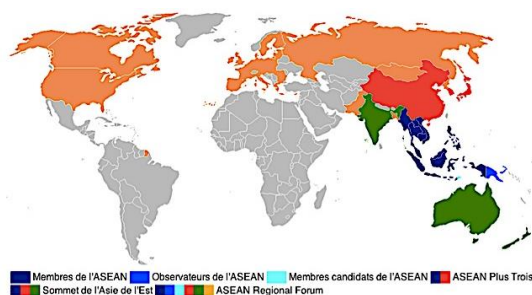 Membres de l'ASEAN Observateurs de l'ASEAN Membres candidats de l'ASEAN ASEAN Plus Trois
Sommet de l'Asie de l'Est ASEAN Regional Forum